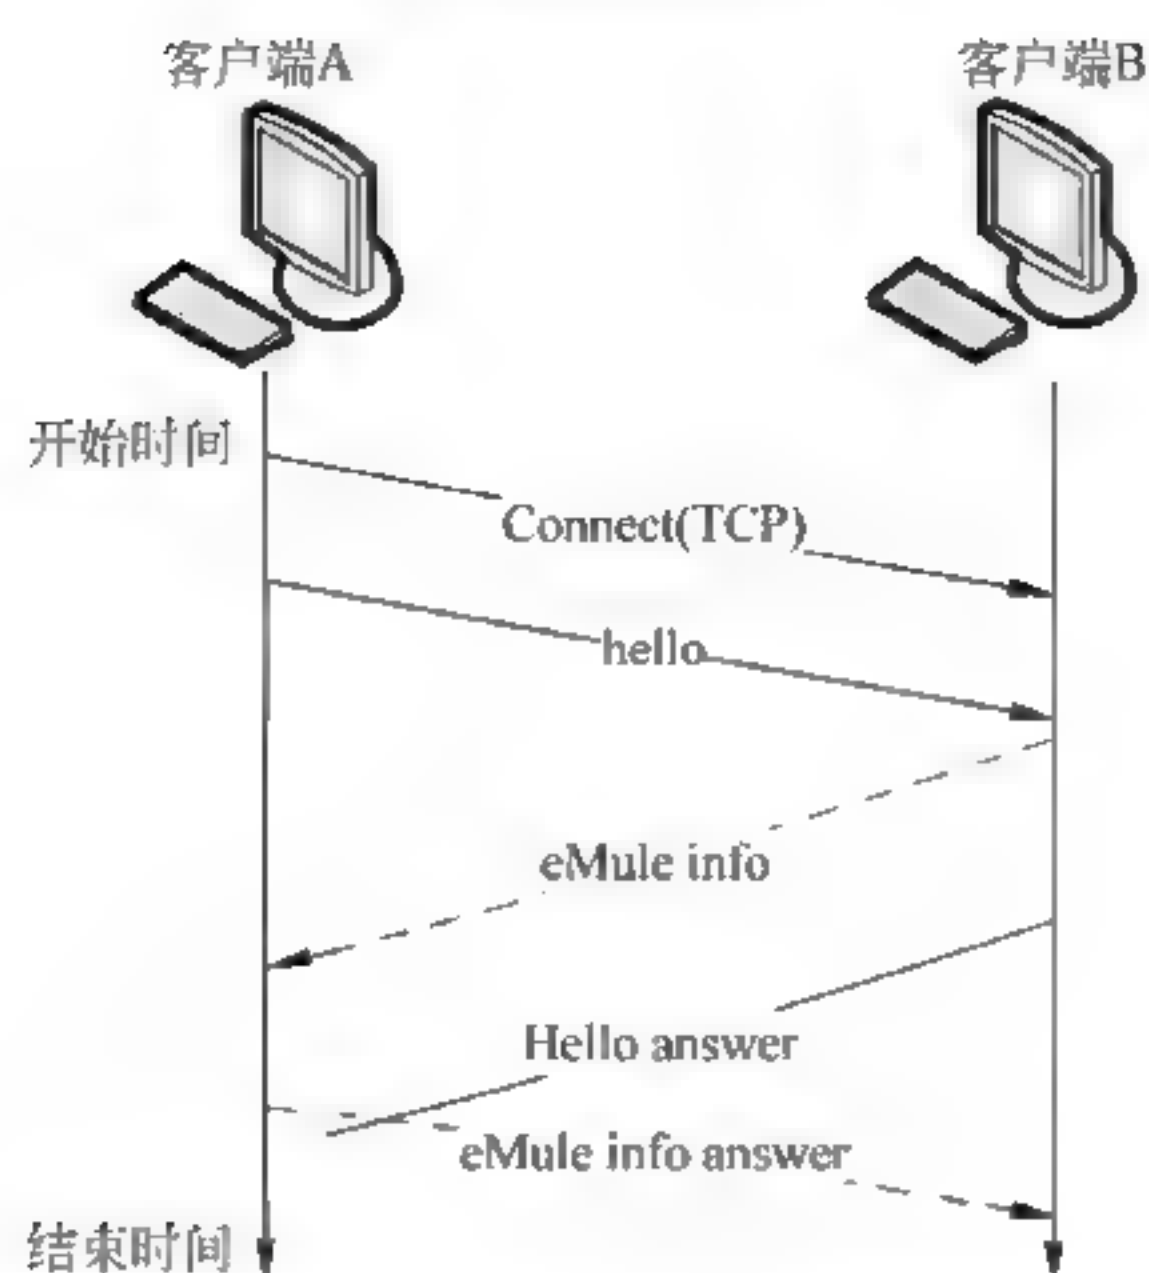 客户端A
客户端B
开始时间
Connect(TCP)
hello
eMule info
Hello answer
eMule info answer
结束时间